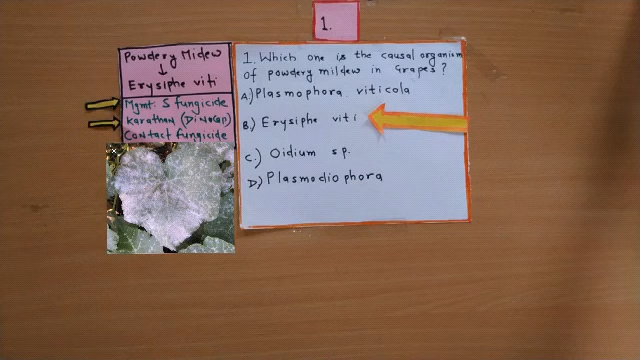 1.
Powdery Midew
↓
Erysiphe viti
Mgmt: S fungicide
Karathan (DiNocap)
Contact fungicide
1. Which one is the causal organism
of powdery mildew in Grapes?
A) Plasmophora viticola
B.) Erysiphe viti
C.) Oidium sp.
D) Plasmodiophora